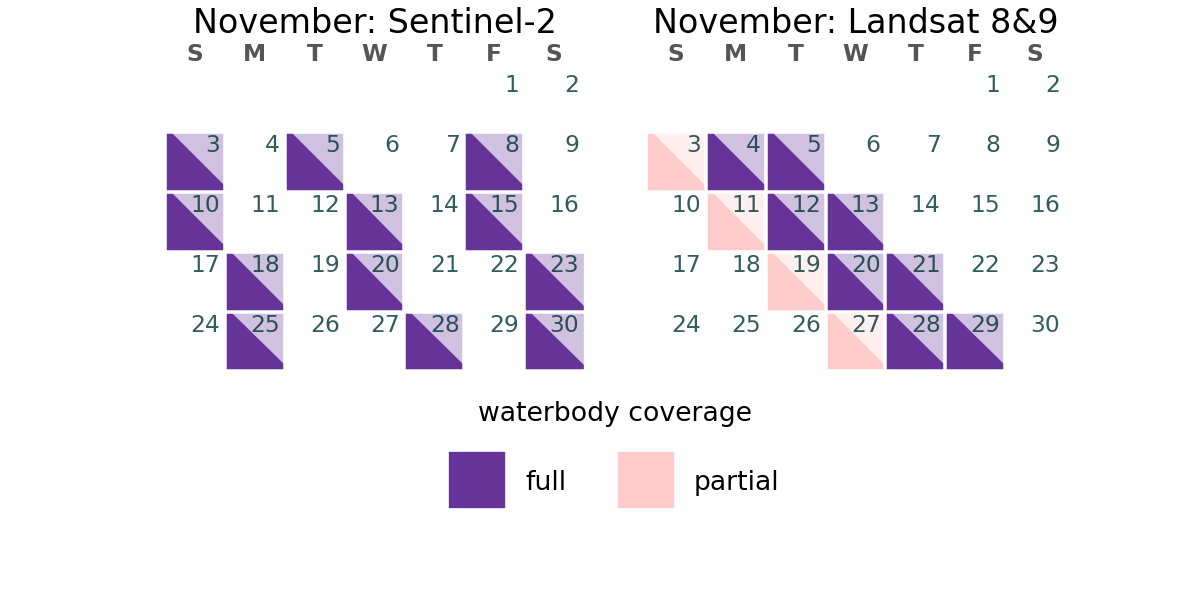 November: Sentinel-2
S M T W T F S
1 2
3 4 5 6 7 8 9
10 11 12 13 14 15 16
17 18 19 20 21 22 23
24 25 26 27 28 29 30
November: Landsat 8&9
S M T W T F S
1 2
3 4 5 6 7 8 9
10 11 12 13 14 15 16
17 18 19 20 21 22 23
24 25 26 27 28 29 30
waterbody coverage
full partial